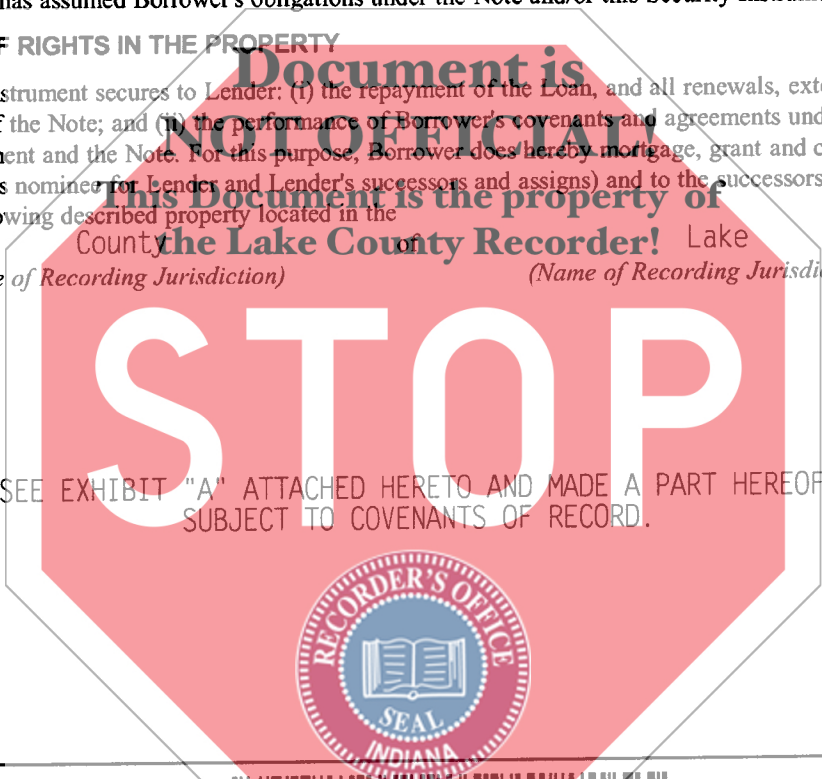 has assumed Borrower's obligations under the Note and/or this Security
RIGHTS IN THE PROPERTY
Document is
strument secures to Lender: (i) the repayment of the Loan, and all renewals, ext
f the Note; and (ii) the performance of Borrower's covenants and agreements und
NOT OFFICIAL!
ent and the Note. For this purpose, Borrower does hereby mortgage, grant and c
s nominee for Lender and Lender's successors and assigns) and to the successors
This Document is the property of
wing described property located in the
County of Lake
the Lake County Recorder!
of Recording Jurisdiction) (Name of Recording Jurisdi
STOP
SEE EXHIBIT "A" ATTACHED HERETO AND MADE A PART HEREOF
SUBJECT TO COVENANTS OF RECORD.
RECORDER'S OFFICE
SEAL
INDIANA